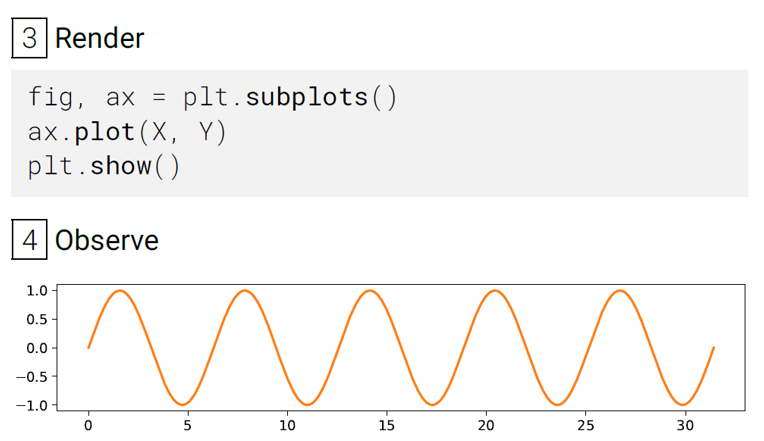 3 Render
fig, ax = plt.subplots()
ax.plot(X, Y)
plt.show()
4 Observe
1.0
0.5
0.0
−0.5
−1.0
0 5 10 15 20 25 30